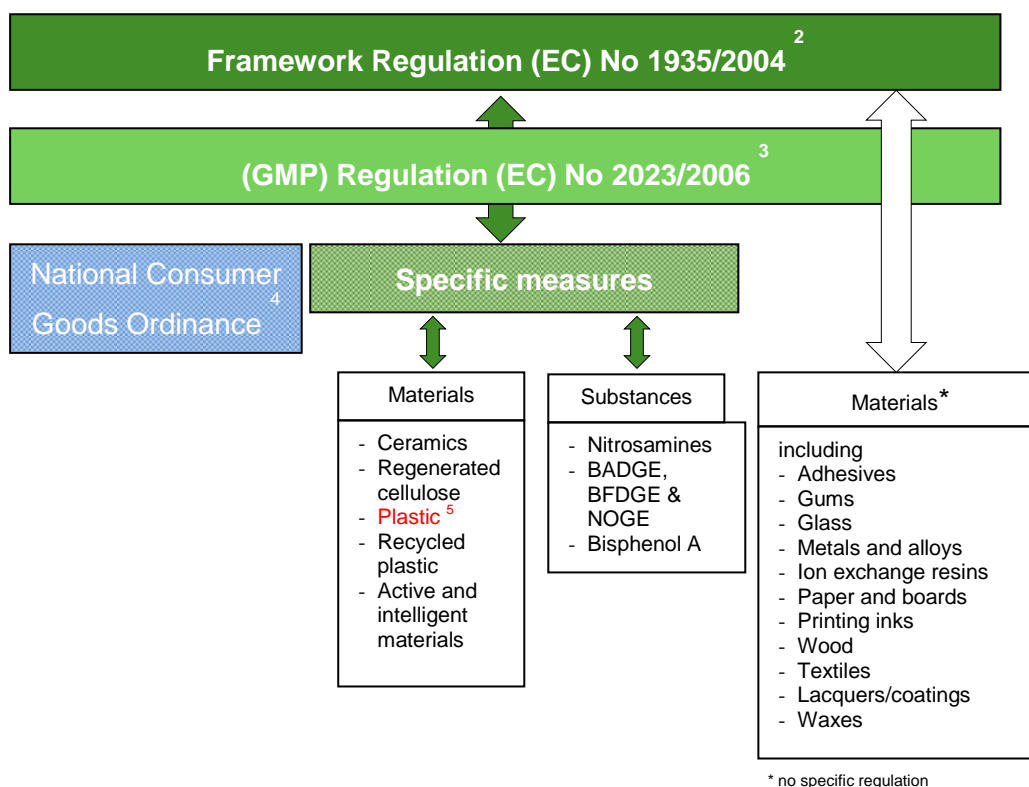 Framework Regulation (EC) No 1935/2004 2
(GMP) Regulation (EC) No 2023/2006 3
National Consumer
Goods Ordinance 4
Specific measures
Materials
- Ceramics
- Regenerated
cellulose
- Plastic 5
- Recycled
plastic
- Active and
intelligent
materials
Substances
- Nitrosamines
- BADGE,
BFDGE &
NOGE
- Bisphenol A
Materials*
including
- Adhesives
- Gums
- Glass
- Metals and alloys
- Ion exchange resins
- Paper and boards
- Printing inks
- Wood
- Textiles
- Lacquers/coatings
- Waxes
* no specific regulation